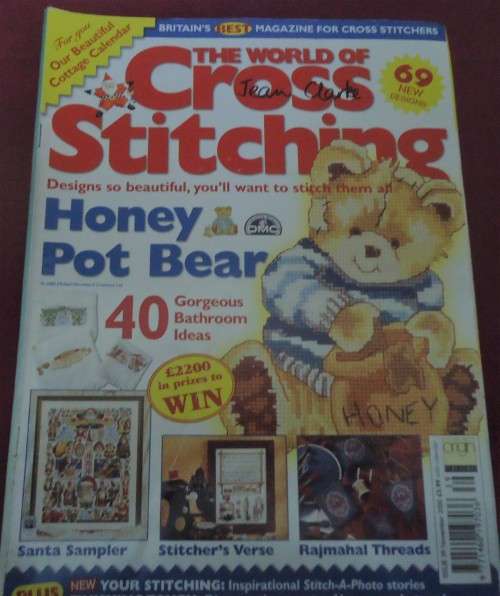 BRITAIN'S BEST MAGAZINE FOR CROSS STITCHERS
For you
Our Beautiful
Cottage Calendar
THE WORLD OF
Cross
Jean Clarke
Stitching
69
NEW
DESIGNS
Designs so beautiful, you'll want to stitch them all
Honey
Pot Bear
DMC
40
Gorgeous
Bathroom
Ideas
£2200
in prizes to
WIN
HONEY
origin
Santa Sampler
Stitcher's Verse
Rajmahal Threads
PLUS
NEW YOUR STITCHING: Inspirational Stitch-A-Photo stories